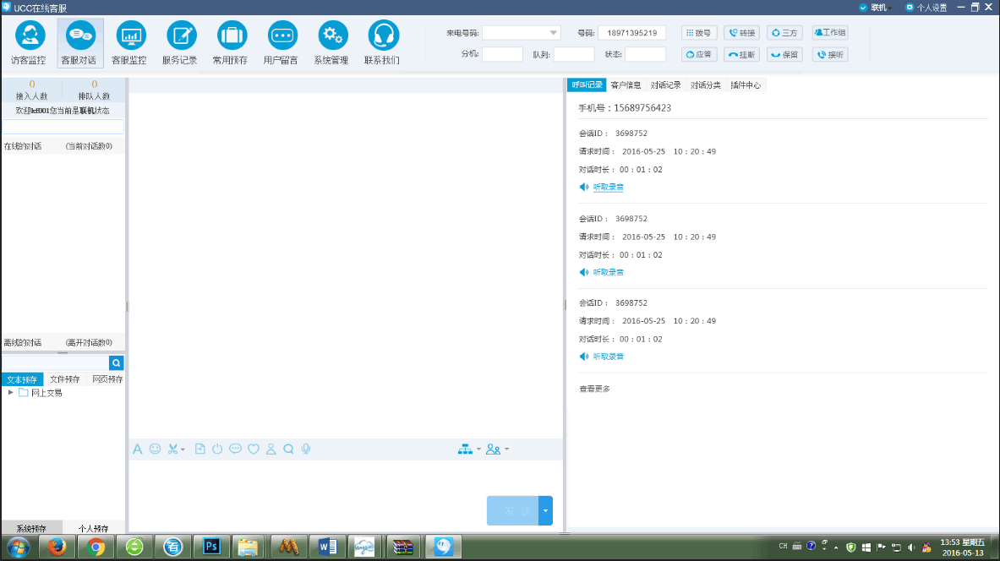 UCC在线客服 联机 个人设置
访客监控 客服对话 客服监控 服务记录 常用预存 用户留言 系统管理 联系我们
来电号码: 号码: 18971395219 拨号 转接 三方 工作组
分机: 队列: 状态: 应答 挂断 保留 接听
0 0
接入人数 排队人数
欢迎kf001您当前是联机状态
在线的对话 (当前对话数0)
离线的对话 (离开对话数0)
文本预存 文件预存 网页预存
网上交易
系统预存 个人预存
发 送
呼叫记录 客户信息 对话记录 对话分类 插件中心
手机号：15689756423
会话ID： 3698752
请求时间： 2016-05-25 10：20：49
对话时长：00：01：02
听取录音
会话ID： 3698752
请求时间： 2016-05-25 10：20：49
对话时长：00：01：02
听取录音
会话ID： 3698752
请求时间： 2016-05-25 10：20：49
对话时长：00：01：02
听取录音
查看更多
CH
13:53 星期五
2016-05-13